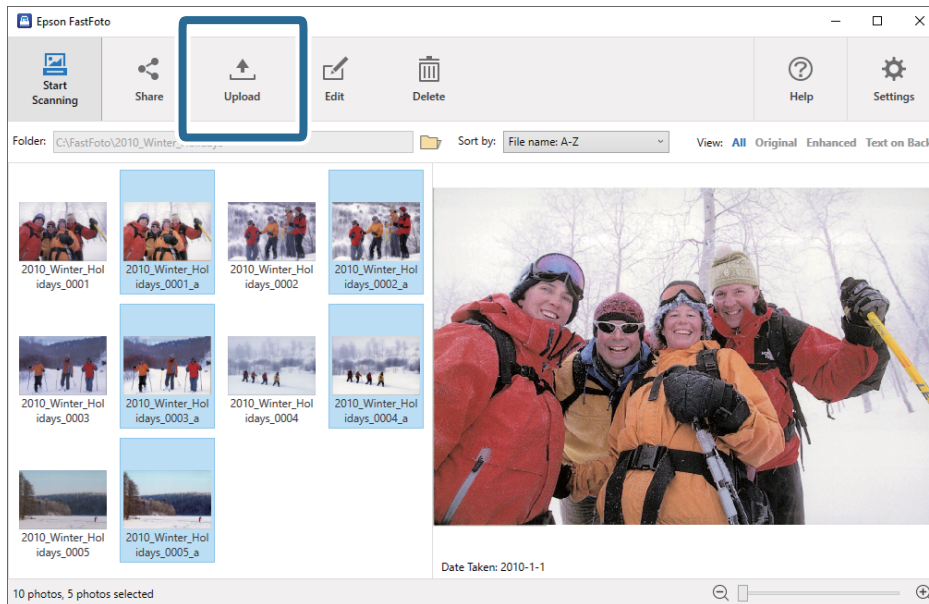 Epson FastFoto
Start
Scanning
Share
Upload
Edit
Delete
Help
Settings
Folder: C:\FastFoto\2010_Winter_Holidays
Sort by: File name: A-Z
View: All Original Enhanced Text on Back
2010_Winter_Hol
idays_0001
2010_Winter_Hol
idays_0001_a
2010_Winter_Hol
idays_0002
2010_Winter_Hol
idays_0002_a
2010_Winter_Hol
idays_0003
2010_Winter_Hol
idays_0003_a
2010_Winter_Hol
idays_0004
2010_Winter_Hol
idays_0004_a
2010_Winter_Hol
idays_0005
2010_Winter_Hol
idays_0005_a
Date Taken: 2010-1-1
10 photos, 5 photos selected